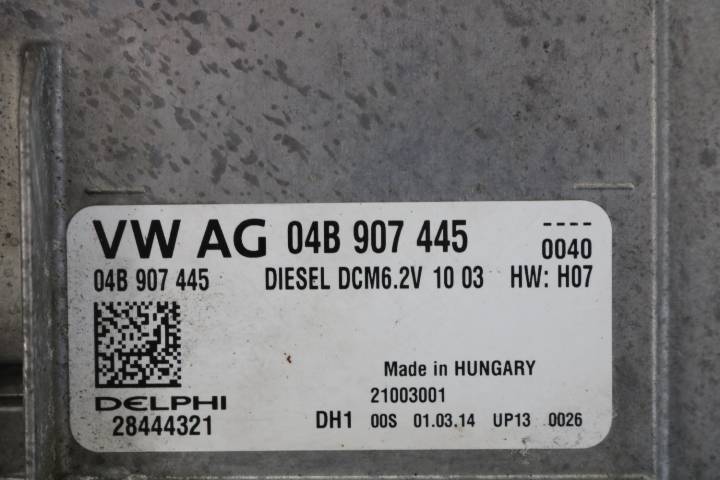 VW AG 04B 907 445 ----
0040
04B 907 445 DIESEL DCM6.2V 10 03 HW: H07
Made in HUNGARY
21003001
DELPHI
28444321 DH1 00S 01.03.14 UP13 0026